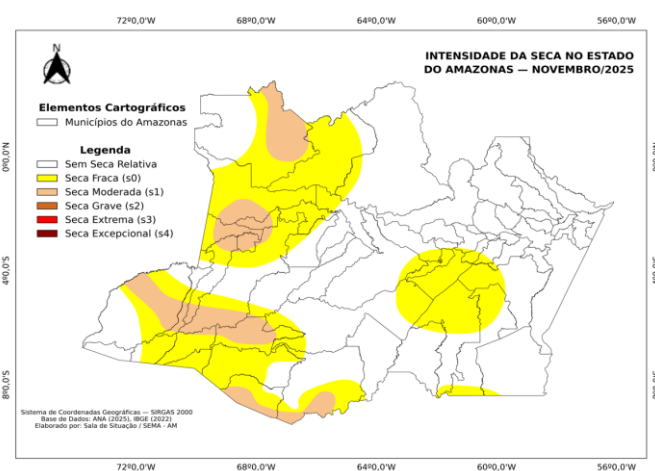 72º0,0'W 68º0,0'W 64º0,0'W 60º0,0'W 56º0,0'W
N
INTENSIDADE DA SECA NO ESTADO
DO AMAZONAS — NOVEMBRO/2025
Elementos Cartográficos
Municípios do Amazonas
Legenda
Sem Seca Relativa
Seca Fraca (s0)
Seca Moderada (s1)
Seca Grave (s2)
Seca Extrema (s3)
Seca Excepcional (s4)
0º0,0'N
4º0,0'S
8º0,0'S
Sistema de Coordenadas Geográficas — SIRGAS 2000
Base de Dados: ANA (2025), IBGE (2022)
Elaborado por: Sala de Situação / SEMA - AM
72º0,0'W 68º0,0'W 64º0,0'W 60º0,0'W 56º0,0'W